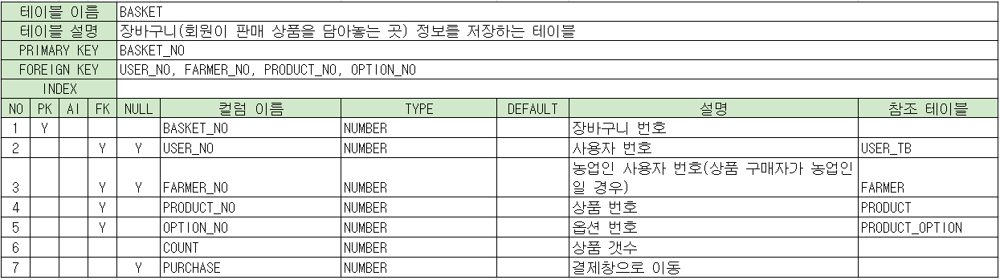 테이블 이름 BASKET
테이블 설명 장바구니(회원이 판매 상품을 담아놓는 곳) 정보를 저장하는 테이블
PRIMARY KEY BASKET_NO
FOREIGN KEY USER_NO, FARMER_NO, PRODUCT_NO, OPTION_NO
INDEX
NO PK AI FK NULL 컬럼 이름 TYPE DEFAULT 설명 참조 테이블
1 Y BASKET_NO NUMBER 장바구니 번호
2 Y Y USER_NO NUMBER 사용자 번호 USER_TB
농업인 사용자 번호(상품 구매자가 농업인
3 Y Y FARMER_NO NUMBER 일 경우) FARMER
4 Y PRODUCT_NO NUMBER 상품 번호 PRODUCT
5 Y OPTION_NO NUMBER 옵션 번호 PRODUCT_OPTION
6 COUNT NUMBER 상품 갯수
7 Y PURCHASE NUMBER 결제창으로 이동